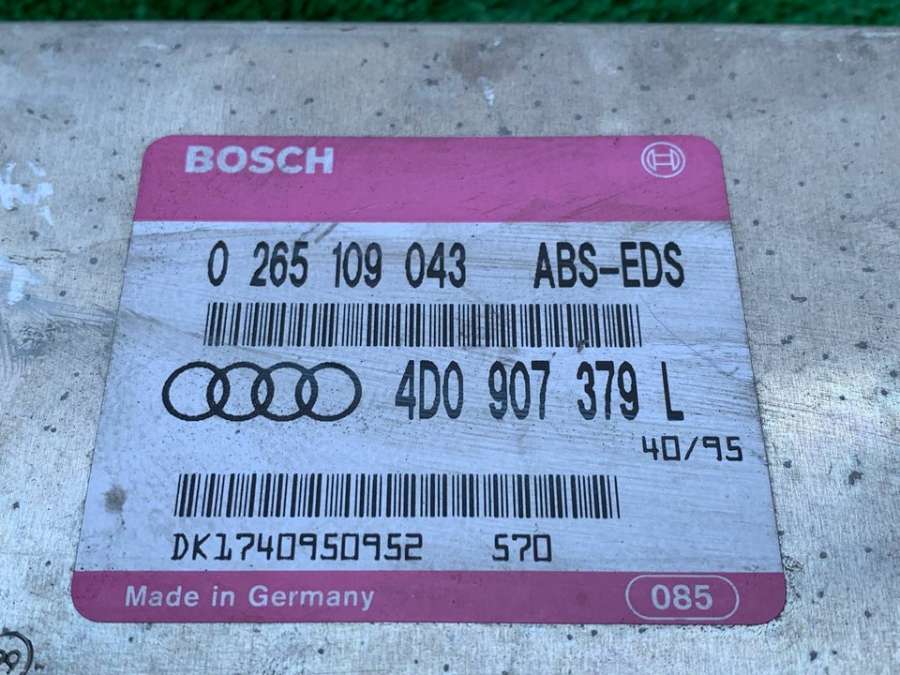 BOSCH
0 265 109 043 ABS-EDS
4D0 907 379 L
40/95
DK1740950952 570
Made in Germany 085